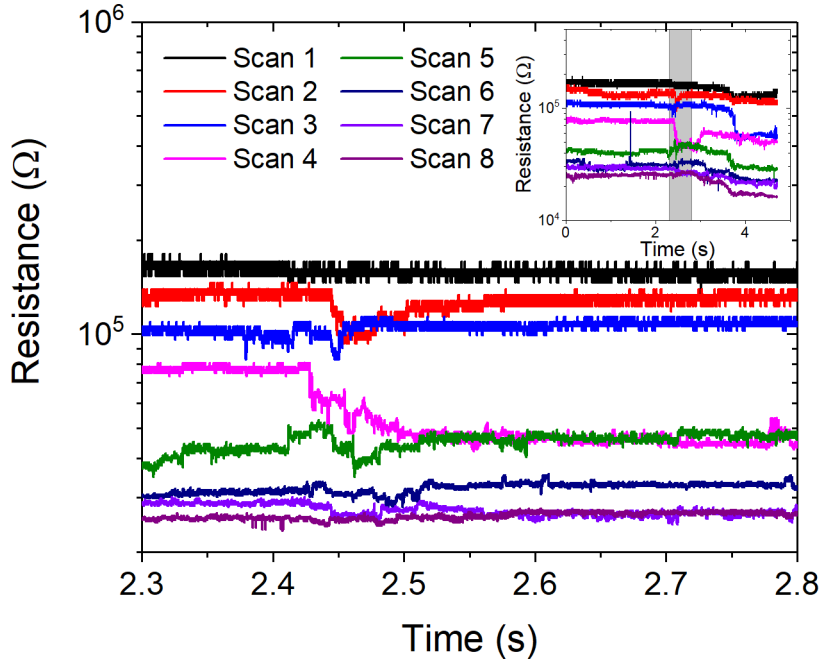 10⁶
10⁵
Resistance (Ω)
Scan 1
Scan 2
Scan 3
Scan 4
Scan 5
Scan 6
Scan 7
Scan 8
Resistance (Ω)
10⁵
10⁴
0 2 4
Time (s)
2.3 2.4 2.5 2.6 2.7 2.8
Time (s)